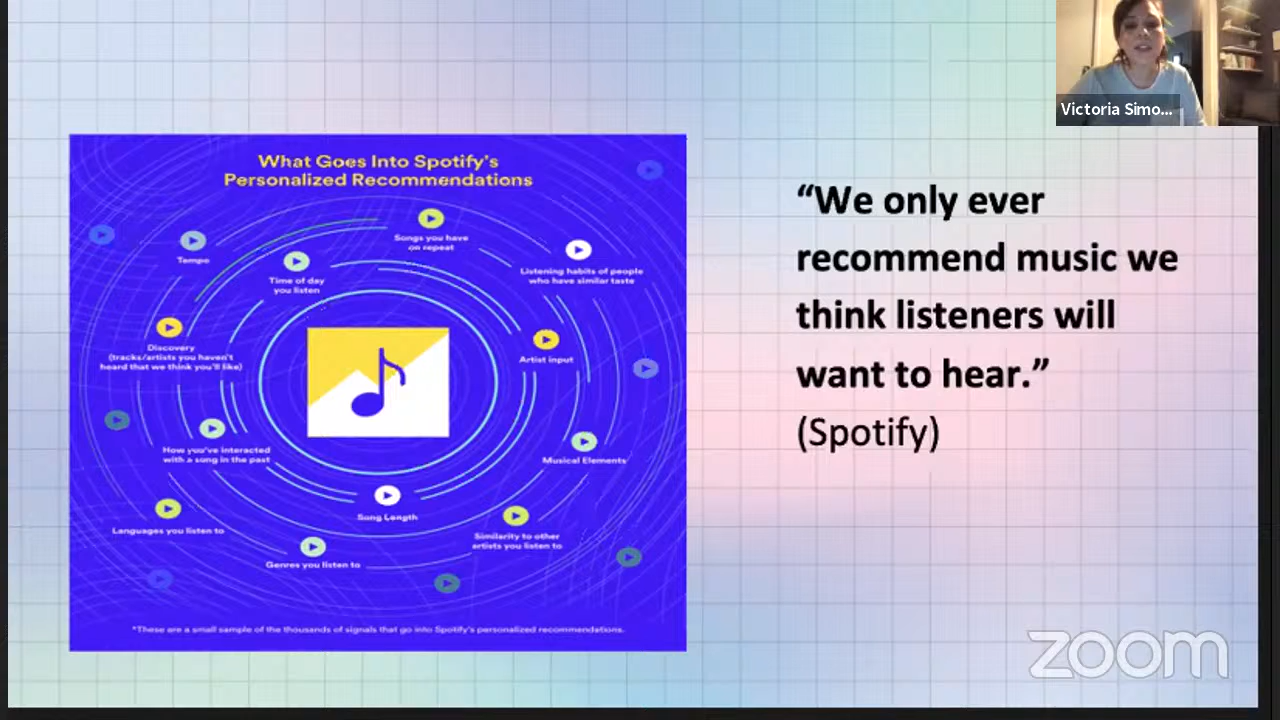 Victoria Simo...
What Goes Into Spotify's
Personalized Recommendations
Songs you have
on repeat
Tempo
Time of day
you listen
Listening habits of people
who have similar taste
Discovery
(tracks/artists you haven't
heard that we think you'll like)
Artist input
How you've interacted
with a song in the past
Musical Elements
Song Length
Languages you listen to
Similarity to other
artists you listen to
Genres you listen to
*These are a small sample of the thousands of signals that go into Spotify's personalized recommendations.
“We only ever
recommend music we
think listeners will
want to hear.”
(Spotify)
zoom